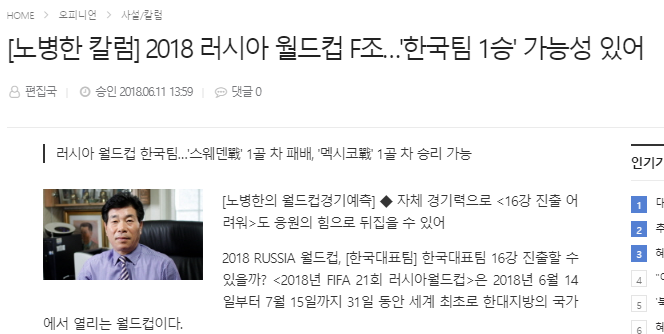 HOME > 오피니언 > 사설/칼럼
[노병한 칼럼] 2018 러시아 월드컵 F조...'한국팀 1승' 가능성 있어
편집국 | 승인 2018.06.11 13:59 | 댓글 0
러시아 월드컵 한국팀...'스웨덴戰' 1골 차 패배, '멕시코戰' 1골 차 승리 가능
인기기
[노병한의 월드컵경기예측] ◆ 자체 경기력으로 <16강 진출 어
려워>도 응원의 힘으로 뒤집을 수 있어
2018 RUSSIA 월드컵, [한국대표팀] 한국대표팀 16강 진출할 수
있을까? <2018년 FIFA 21회 러시아월드컵>은 2018년 6월 14
일부터 7월 15일까지 31일 동안 세계 최초로 한대지방의 국가
에서 열리는 월드컵이다.
1
2
3
4
5
6